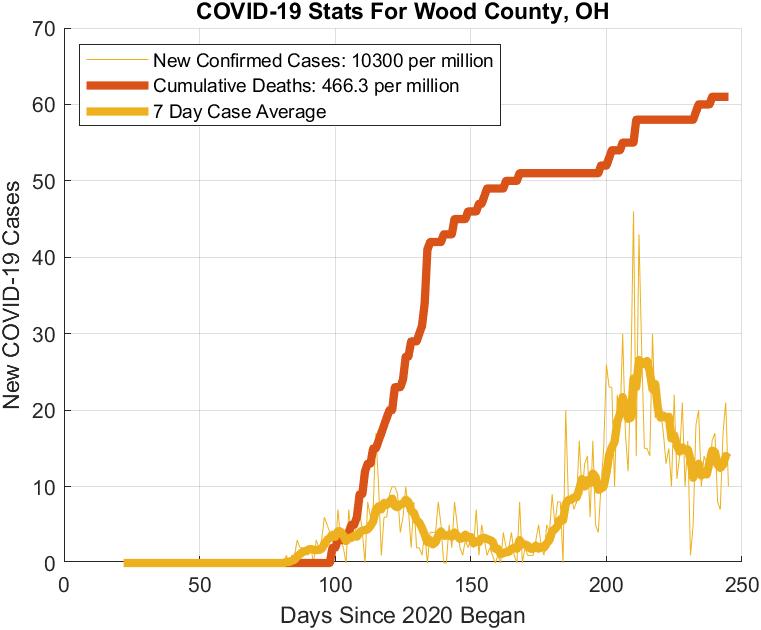 COVID-19 Stats For Wood County, OH
New Confirmed Cases: 10300 per million
Cumulative Deaths: 466.3 per million
7 Day Case Average
New COVID-19 Cases
70
60
50
40
30
20
10
0
0 50 100 150 200 250
Days Since 2020 Began